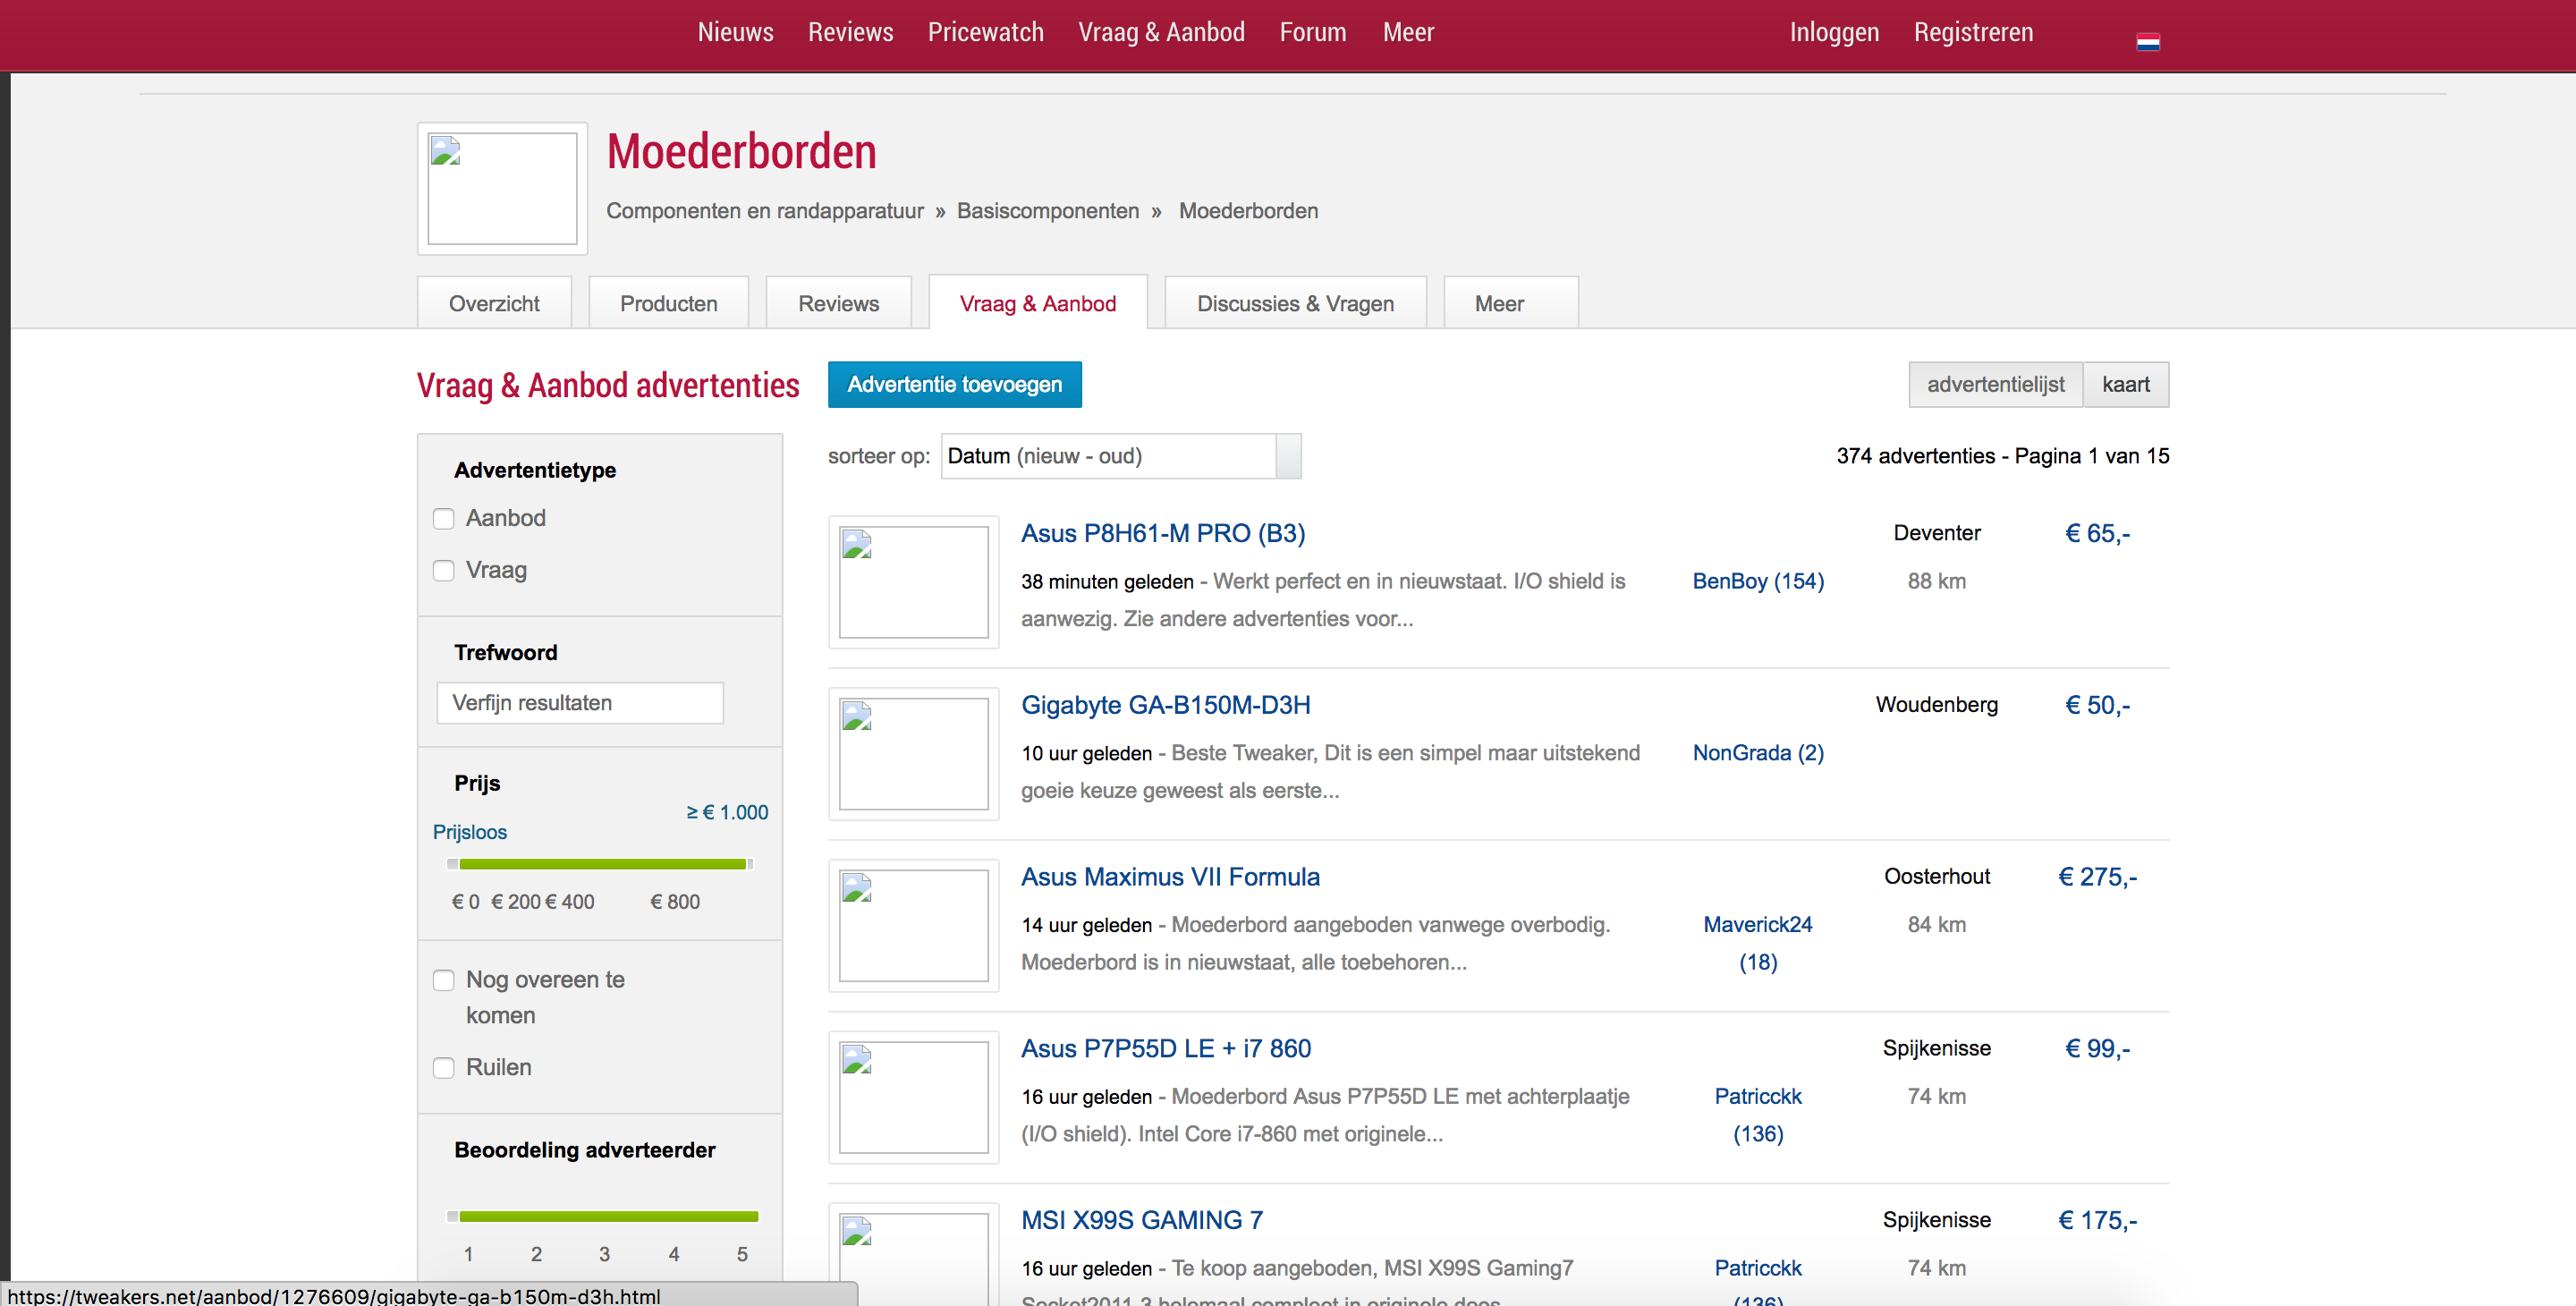 Nieuws Reviews Pricewatch Vraag & Aanbod Forum Meer Inloggen Registreren
Moederborden
Componenten en randapparatuur » Basiscomponenten » Moederborden
Overzicht Producten Reviews Vraag & Aanbod Discussies & Vragen Meer
Vraag & Aanbod advertenties
Advertentie toevoegen
advertentielijst kaart
sorteer op: Datum (nieuw - oud)
374 advertenties - Pagina 1 van 15
Advertentietype
Aanbod
Vraag
Trefwoord
Verfijn resultaten
Prijs
≥ € 1.000
Prijsloos
€ 0 € 200 € 400 € 800
Nog overeen te
komen
Ruilen
Beoordeling adverteerder
1 2 3 4 5
Asus P8H61-M PRO (B3) Deventer € 65,-
38 minuten geleden - Werkt perfect en in nieuwstaat. I/O shield is BenBoy (154) 88 km
aanwezig. Zie andere advertenties voor...
Gigabyte GA-B150M-D3H Woudenberg € 50,-
10 uur geleden - Beste Tweaker, Dit is een simpel maar uitstekend NonGrada (2)
goeie keuze geweest als eerste...
Asus Maximus VII Formula Oosterhout € 275,-
14 uur geleden - Moederbord aangeboden vanwege overbodig. Maverick24 84 km
Moederbord is in nieuwstaat, alle toebehoren... (18)
Asus P7P55D LE + i7 860 Spijkenisse € 99,-
16 uur geleden - Moederbord Asus P7P55D LE met achterplaatje Patricckk 74 km
(I/O shield). Intel Core i7-860 met originele... (136)
MSI X99S GAMING 7 Spijkenisse € 175,-
16 uur geleden - Te koop aangeboden, MSI X99S Gaming7 Patricckk 74 km
Socket2011-3 helemaal compleet in originele doos (136)
https://tweakers.net/aanbod/1276609/gigabyte-ga-b150m-d3h.html